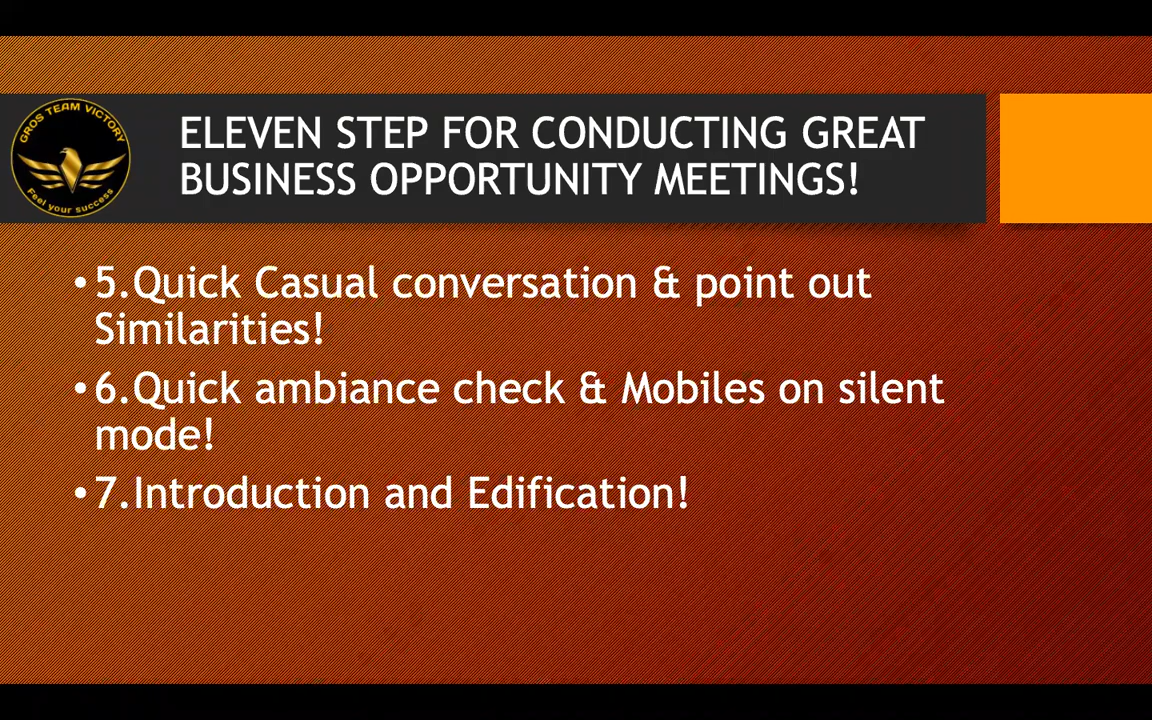 GROS TEAM VICTORY
Feel your success
ELEVEN STEP FOR CONDUCTING GREAT
BUSINESS OPPORTUNITY MEETINGS!
•5.Quick Casual conversation & point out
Similarities!
•6.Quick ambiance check & Mobiles on silent
mode!
•7.Introduction and Edification!